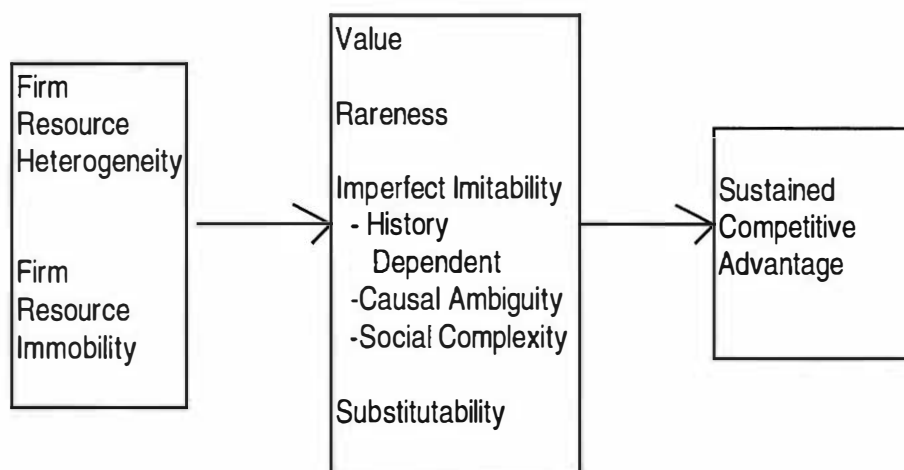 Firm
Resource
Heterogeneity
Firm
Resource
Immobility
Value
Rareness
Imperfect Imitability
- History
Dependent
-Causal Ambiguity
-Social Complexity
Substitutability
Sustained
Competitive
Advantage